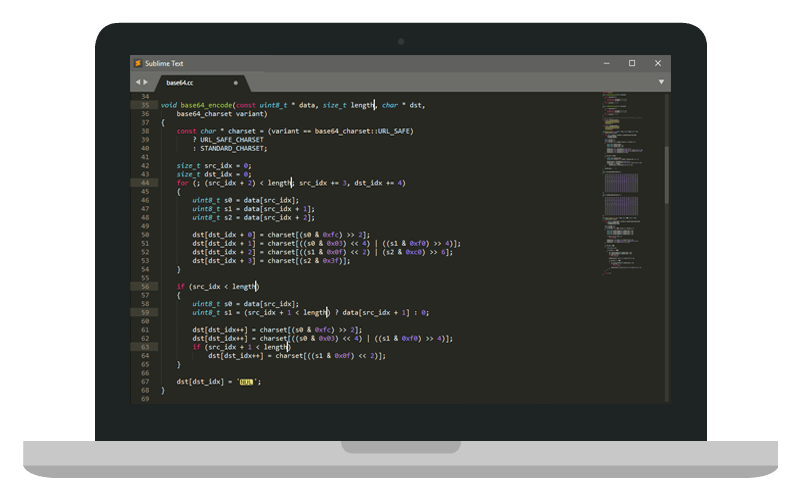 Sublime Text
base64.cc
34
35 void base64_encode(const uint8_t * data, size_t length, char * dst,
36 base64_charset variant)
37 {
38 const char * charset = (variant == base64_charset::URL_SAFE)
39 ? URL_SAFE_CHARSET
40 : STANDARD_CHARSET;
41
42 size_t src_idx = 0;
43 size_t dst_idx = 0;
44 for (; (src_idx + 2) < length; src_idx += 3, dst_idx += 4)
45 {
46 uint8_t s0 = data[src_idx];
47 uint8_t s1 = data[src_idx + 1];
48 uint8_t s2 = data[src_idx + 2];
49
50 dst[dst_idx + 0] = charset[(s0 & 0xfc) >> 2];
51 dst[dst_idx + 1] = charset[((s0 & 0x03) << 4) | ((s1 & 0xf0) >> 4)];
52 dst[dst_idx + 2] = charset[((s1 & 0x0f) << 2) | (s2 & 0xc0) >> 6];
53 dst[dst_idx + 3] = charset[(s2 & 0x3f)];
54 }
55
56 if (src_idx < length)
57 {
58 uint8_t s0 = data[src_idx];
59 uint8_t s1 = (src_idx + 1 < length) ? data[src_idx + 1] : 0;
60
61 dst[dst_idx++] = charset[(s0 & 0xfc) >> 2];
62 dst[dst_idx++] = charset[((s0 & 0x03) << 4) | ((s1 & 0xf0) >> 4)];
63 if (src_idx + 1 < length)
64 dst[dst_idx++] = charset[((s1 & 0x0f) << 2)];
65 }
66
67 dst[dst_idx] = 'NUL';
68 }
69